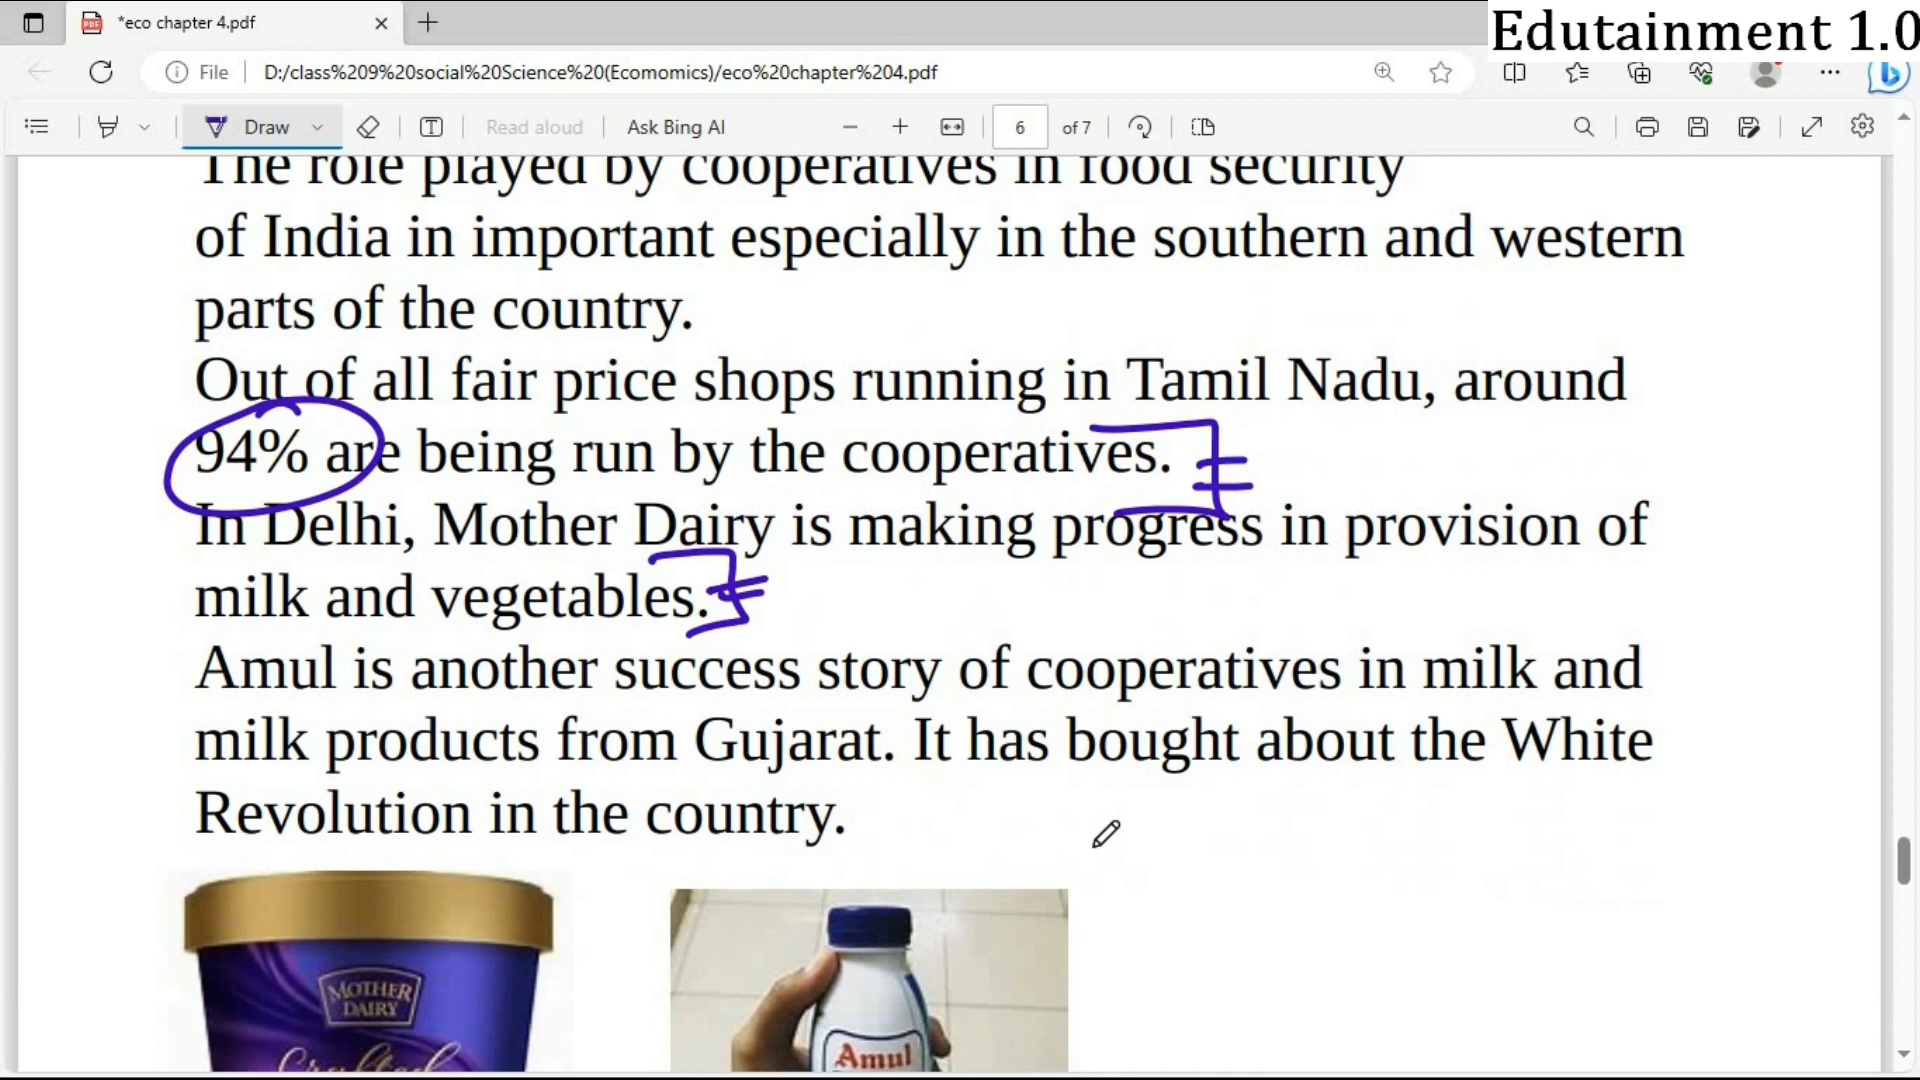 *eco chapter 4.pdf
Edutainment 1.0
File
D:/class%209%20social%20Science%20(Ecomomics)/eco%20chapter%204.pdf
Draw
Read aloud
Ask Bing AI
6
of 7
The role played by cooperatives in food security
of India in important especially in the southern and western
parts of the country.
Out of all fair price shops running in Tamil Nadu, around
94% are being run by the cooperatives.
In Delhi, Mother Dairy is making progress in provision of
milk and vegetables.
Amul is another success story of cooperatives in milk and
milk products from Gujarat. It has bought about the White
Revolution in the country.
MOTHER
DAIRY
Crafted
Amul